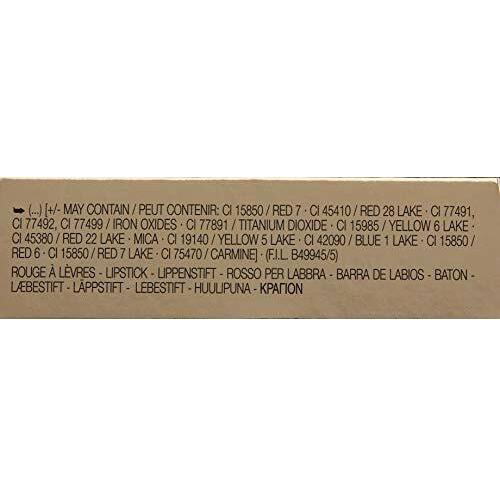 ➥ (...) [+/- MAY CONTAIN / PEUT CONTENIR: CI 15850 / RED 7 · CI 45410 / RED 28 LAKE · CI 77491,
CI 77492, CI 77499 / IRON OXIDES · CI 77891 / TITANIUM DIOXIDE · CI 15985 / YELLOW 6 LAKE ·
CI 45380 / RED 22 LAKE · MICA · CI 19140 / YELLOW 5 LAKE · CI 42090 / BLUE 1 LAKE · CI 15850 /
RED 6 · CI 15850 / RED 7 LAKE · CI 75470 / CARMINE] · (F.I.L. B49945/5)
ROUGE À LÈVRES - LIPSTICK - LIPPENSTIFT - ROSSO PER LABBRA - BARRA DE LABIOS - BATON -
LÆBESTIFT - LÄPPSTIFT - LEBESTIFT - HUULIPUNA - ΚΡΑΓΙΟΝ